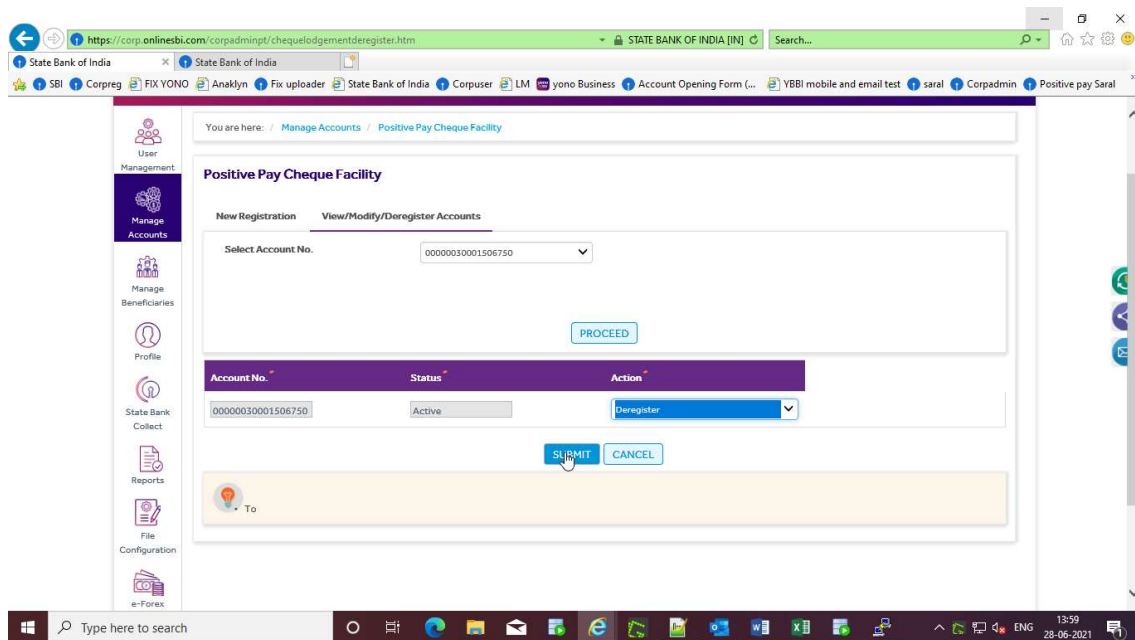 https://corp.onlinesbi.com/corpadminpt/chequelodgementderegister.htm STATE BANK OF INDIA [IN] Search...
State Bank of India State Bank of India
SBI Corpreg FIX YONO Anaklyn Fix uploader State Bank of India Corpuser LM yono Business Account Opening Form (... YBBI mobile and email test saral Corpadmin Positive pay Saral
You are here: / Manage Accounts / Positive Pay Cheque Facility
User
Management
Positive Pay Cheque Facility
Manage
Accounts
New Registration View/Modify/Deregister Accounts
Select Account No. 00000030001506750
Manage
Beneficiaries
PROCEED
Profile
Account No.* Status* Action*
00000030001506750 Active Deregister
State Bank
Collect
SUBMIT CANCEL
Reports
To
File
Configuration
e-Forex
Type here to search ENG 13:59
28-06-2021